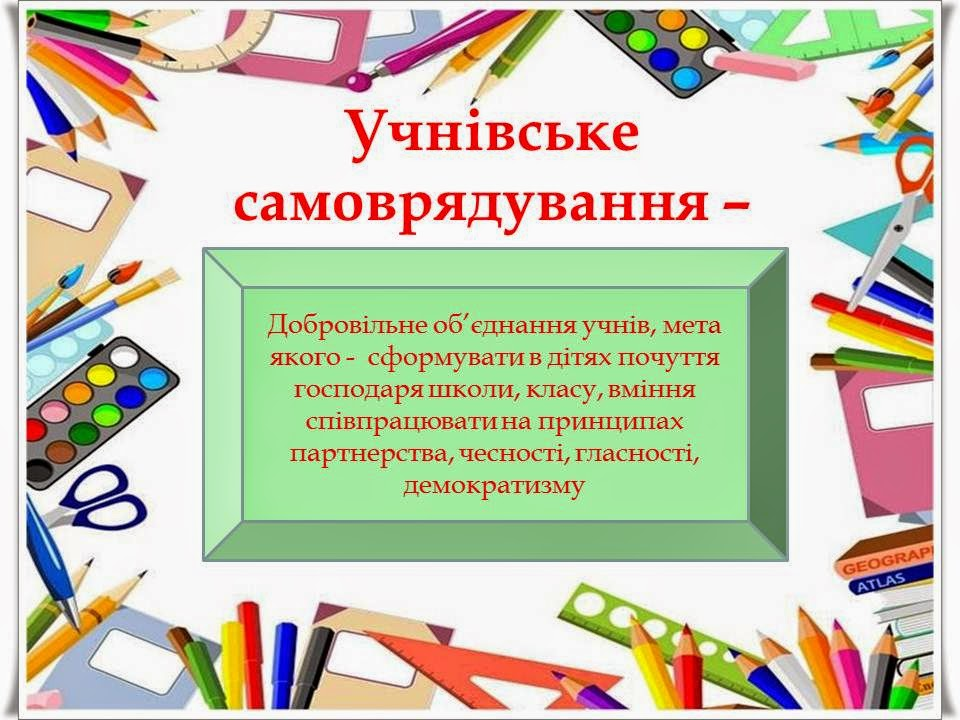 Учнівське
самоврядування –
Добровільне об’єднання учнів, мета
якого - сформувати в дітях почуття
господаря школи, класу, вміння
співпрацювати на принципах
партнерства, чесності, гласності,
демократизму
GEOGRAP
ATLAS